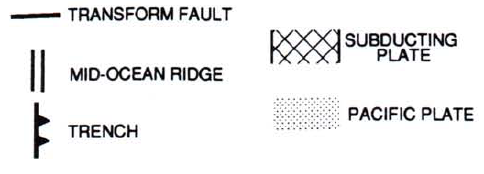 TRANSFORM FAULT
MID-OCEAN RIDGE
TRENCH
SUBDUCTING
PLATE
PACIFIC PLATE